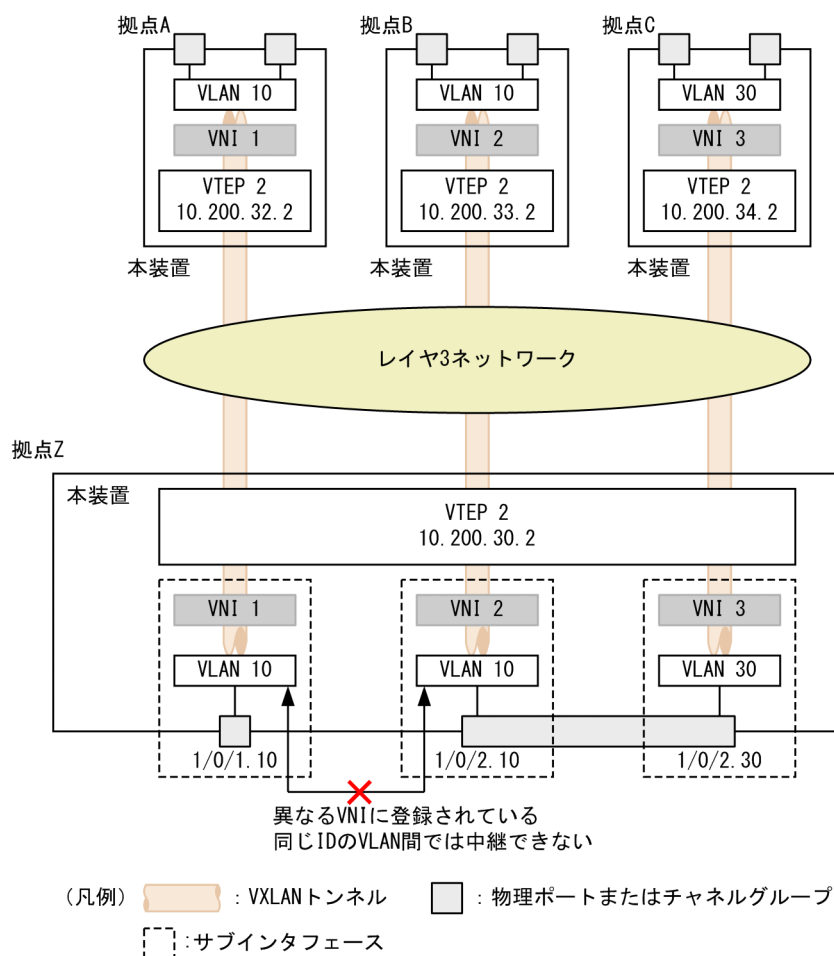 拠点A
拠点B
拠点C
VLAN 10
VLAN 10
VLAN 30
VNI 1
VNI 2
VNI 3
VTEP 2
10.200.32.2
VTEP 2
10.200.33.2
VTEP 2
10.200.34.2
本装置
本装置
本装置
レイヤ3ネットワーク
拠点Z
本装置
VTEP 2
10.200.30.2
VNI 1
VNI 2
VNI 3
VLAN 10
VLAN 10
VLAN 30
1/0/1.10
1/0/2.10
1/0/2.30
異なるVNIに登録されている
同じIDのVLAN間では中継できない
(凡例)
:VXLANトンネル
:物理ポートまたはチャネルグループ
:サブインタフェース